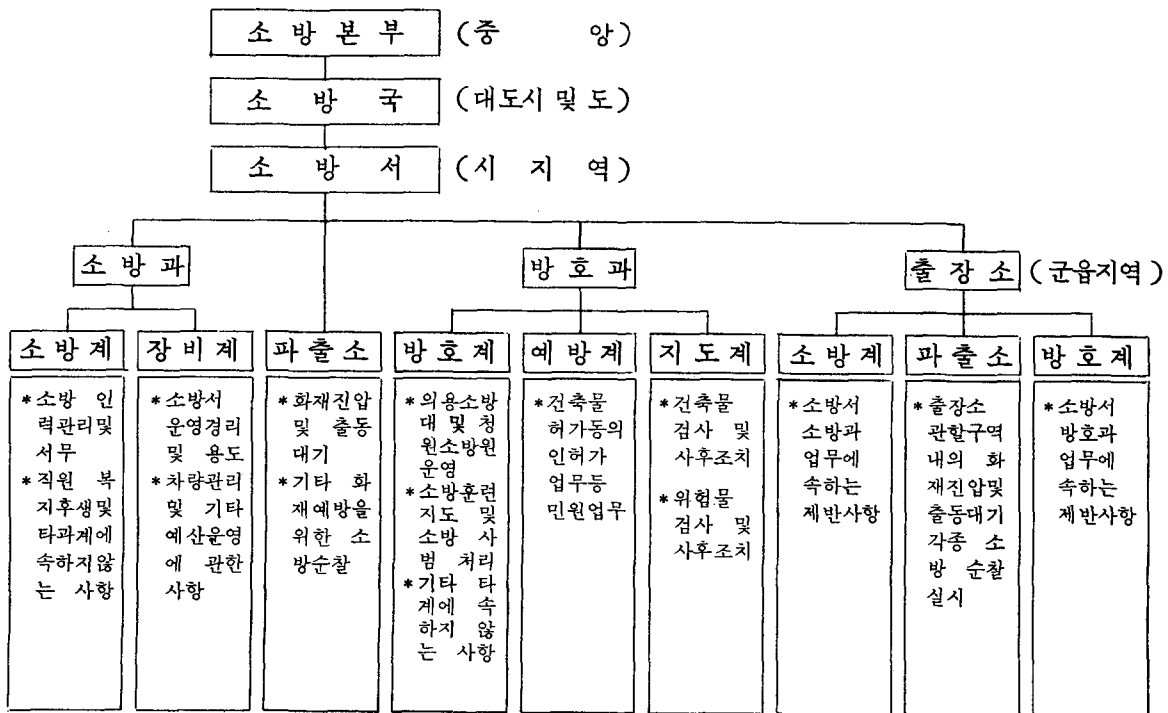 소방본부 (중 앙)
소방국 (대도시 및 도)
소방서 (시 지 역)
소방과
방호과
출장소 (군읍지역)
소방계
* 소방 인
력관리및
서무
* 직원 복
지후생및
타과계에
속하지않
는 사항
장비계
* 소방서
운영경리
및 용도
* 차량관리
및 기타
예산운영
에 관한
사항
파출소
* 화재진압
및 출동
대기
* 기타 화
재예방을
위한 소
방순찰
방호계
* 의용소방
대 및 청
원소방원
운영
* 소방훈련
지도 및
소방 사
범 처리
* 기타 타
계에 속
하지 않
는 사항
예방계
* 건축물
허가동의
인허가
업무등
민원업무
지도계
* 건축물
검사 및
사후조치
* 위험물
검사 및
사후조치
소방계
* 소방서
소방과
업무에
속하는
제반사항
파출소
* 출장소
관할구역
내의 화
재진압및
출동대기
각종 소
방 순찰
실시
방호계
* 소방서
방호과
업무에
속하는
제반사항